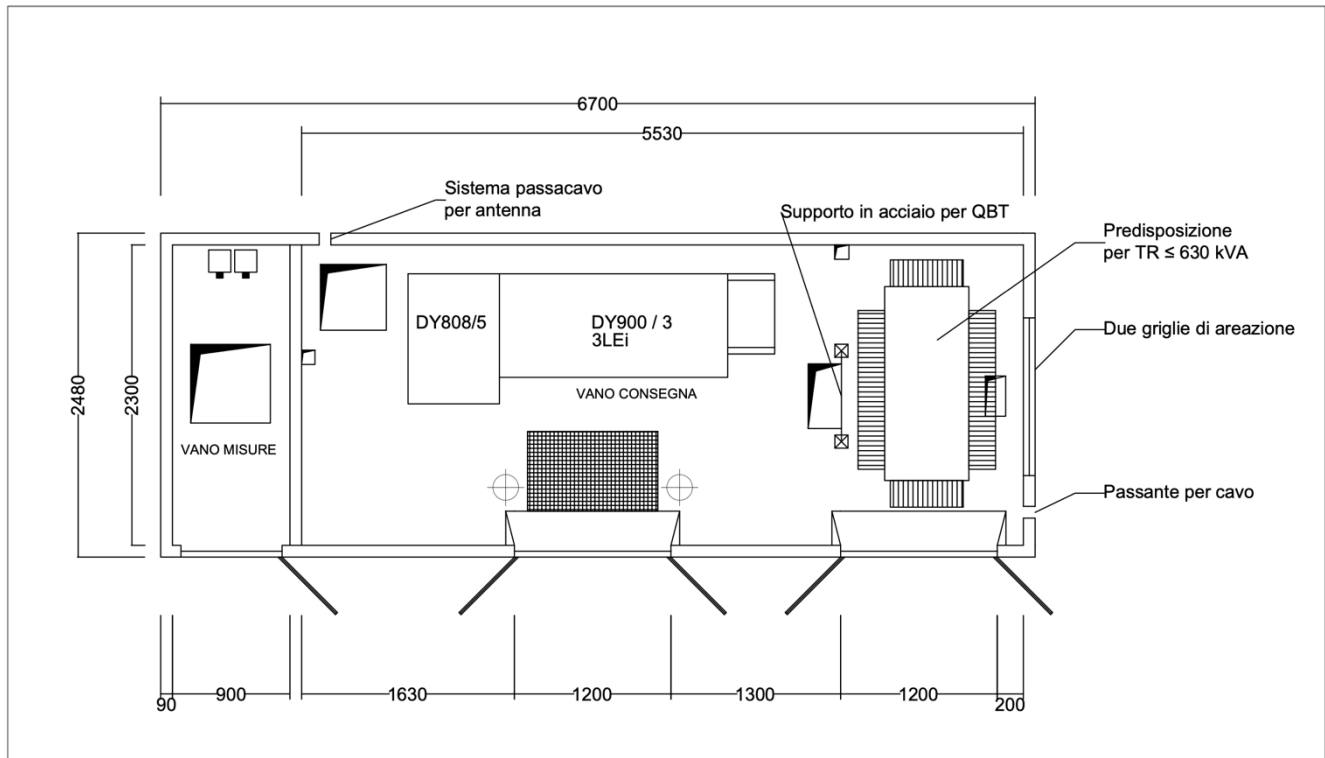 6700
5530
Sistema passacavo
per antenna
Supporto in acciaio per QBT
Predisposizione
per TR ≤ 630 kVA
Due griglie di areazione
DY808/5
DY900 / 3
3LEi
VANO CONSEGNA
2480
2300
VANO MISURE
Passante per cavo
90
900
1630
1200
1300
1200
200